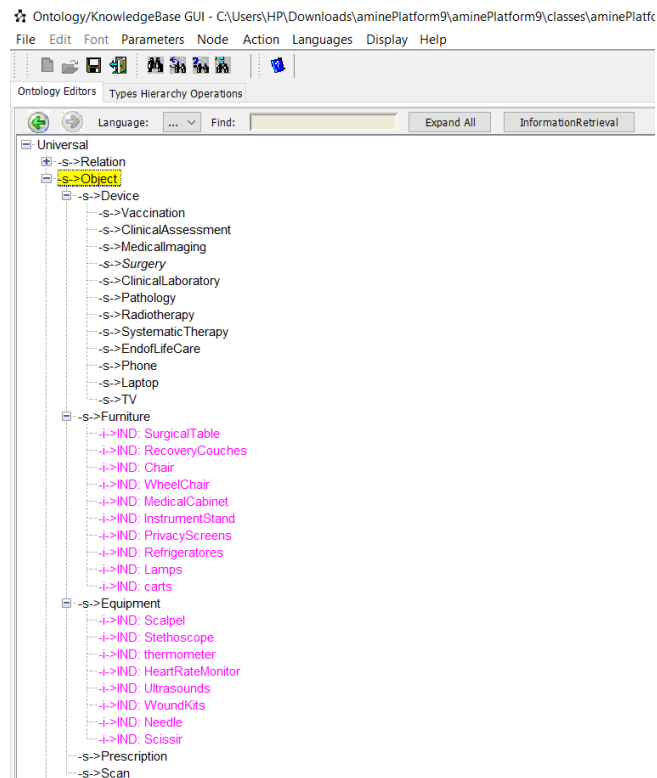 Ontology/KnowledgeBase GUI - C:\Users\HP\Downloads\aminePlatform9\aminePlatform9\classes\aminePlatfo
File Edit Font Parameters Node Action Languages Display Help
Ontology Editors Types Hierarchy Operations
Language: ... Find: Expand All InformationRetrieval
Universal
-s->Relation
-s->Object
-s->Device
-s->Vaccination
-s->ClinicalAssessment
-s->MedicalImaging
-s->Surgery
-s->ClinicalLaboratory
-s->Pathology
-s->Radiotherapy
-s->SystematicTherapy
-s->EndofLifeCare
-s->Phone
-s->Laptop
-s->TV
-s->Furniture
-i->IND: SurgicalTable
-i->IND: RecoveryCouches
-i->IND: Chair
-i->IND: WheelChair
-i->IND: MedicalCabinet
-i->IND: InstrumentStand
-i->IND: PrivacyScreens
-i->IND: Refrigeratores
-i->IND: Lamps
-i->IND: carts
-s->Equipment
-i->IND: Scalpel
-i->IND: Stethoscope
-i->IND: thermometer
-i->IND: HeartRateMonitor
-i->IND: Ultrasounds
-i->IND: WoundKits
-i->IND: Needle
-i->IND: Scissir
-s->Prescription
-s->Scan